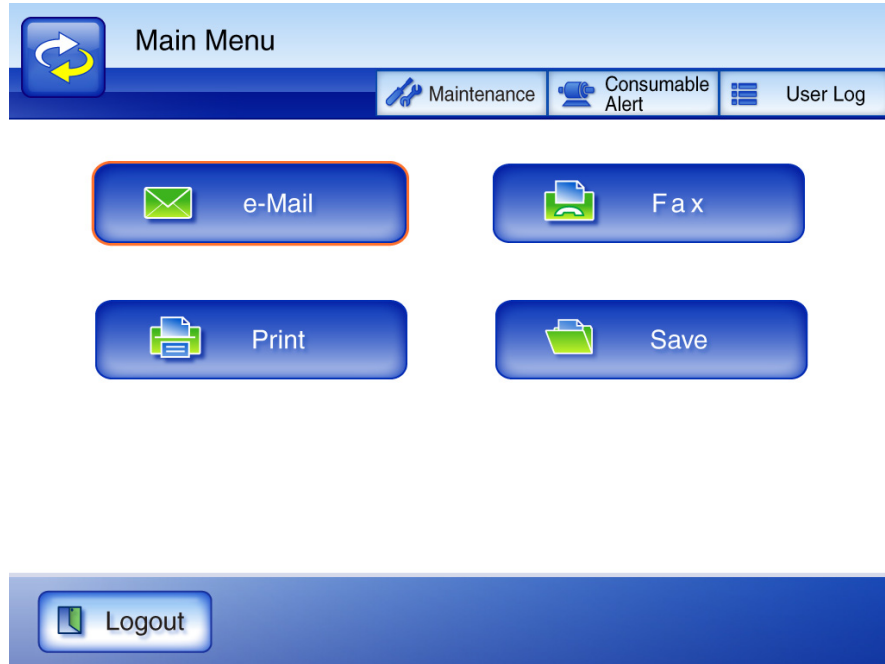 Main Menu
Maintenance
Consumable
Alert
User Log
e-Mail
Fax
Print
Save
Logout